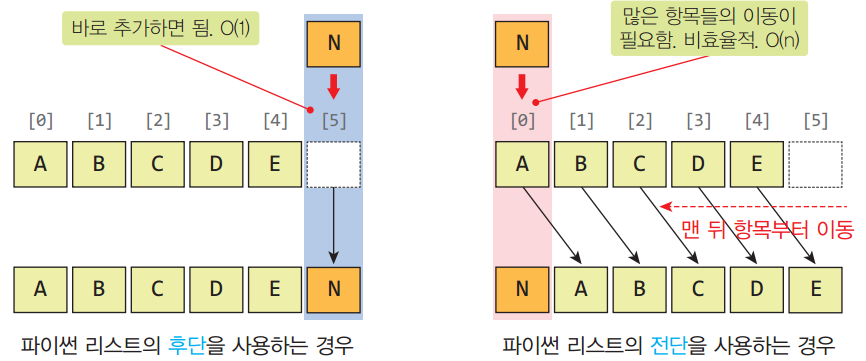 바로 추가하면 됨. O(1)
N
[0] [1] [2] [3] [4] [5]
A B C D E
A B C D E N
파이썬 리스트의 후단을 사용하는 경우
많은 항목들의 이동이
필요함. 비효율적. O(n)
N
[0] [1] [2] [3] [4] [5]
A B C D E
맨 뒤 항목부터 이동
N A B C D E
파이썬 리스트의 전단을 사용하는 경우